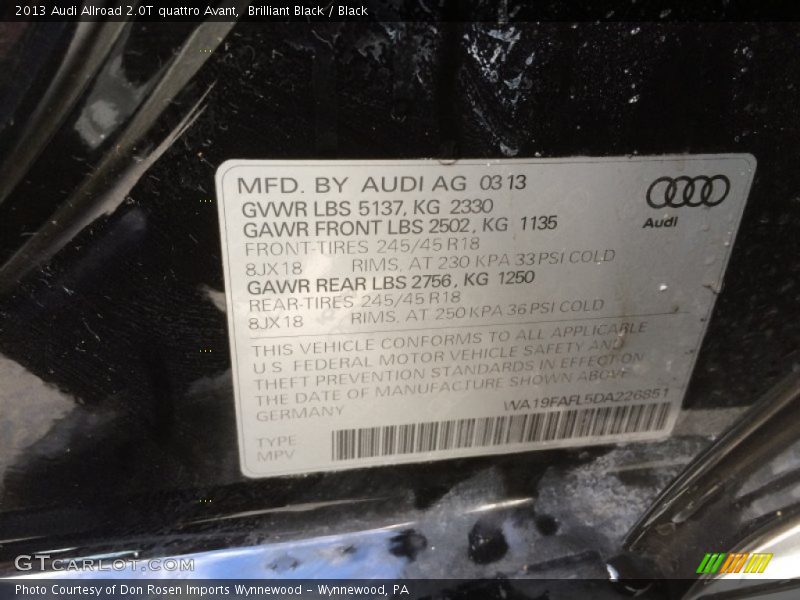 2013 Audi Allroad 2.0T quattro Avant, Brilliant Black / Black
MFD. BY AUDI AG 03 13
GVWR LBS 5137, KG 2330
GAWR FRONT LBS 2502, KG 1135
FRONT-TIRES 245/45 R18
8JX18 RIMS, AT 230 KPA 33 PSI COLD
GAWR REAR LBS 2756, KG 1250
REAR-TIRES 245/45 R18
8JX18 RIMS, AT 250 KPA 36 PSI COLD
Audi
THIS VEHICLE CONFORMS TO ALL APPLICABLE
U.S. FEDERAL MOTOR VEHICLE SAFETY AND
THEFT PREVENTION STANDARDS IN EFFECT ON
THE DATE OF MANUFACTURE SHOWN ABOVE
GERMANY WA19FAFL5DA226851
TYPE
MPV
GTCARLOT.COM
Photo Courtesy of Don Rosen Imports Wynnewood – Wynnewood, PA